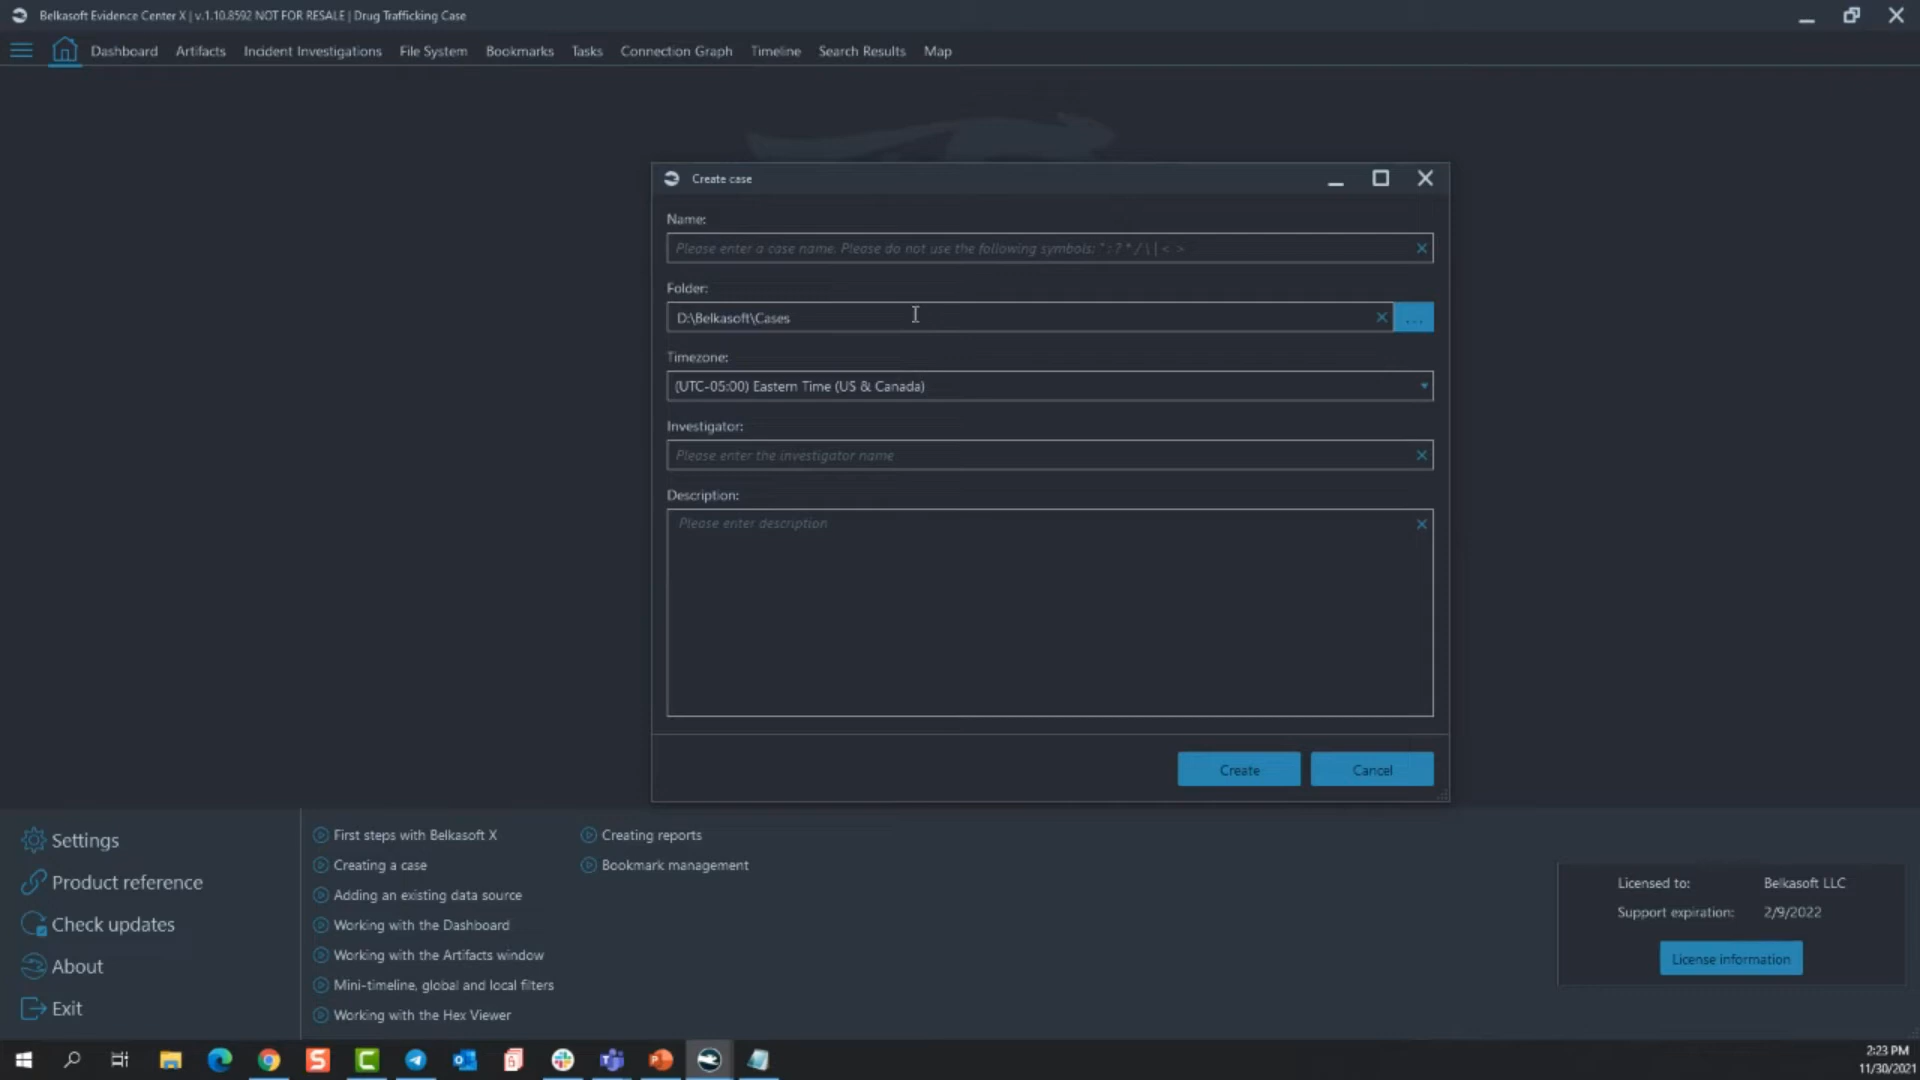 Belkasoft Evidence Center X | v.1.10.8592 NOT FOR RESALE | Drug Trafficking Case
Dashboard Artifacts Incident Investigations File System Bookmarks Tasks Connection Graph Timeline Search Results Map
Create case
Name:
Please enter a case name. Please do not use the following symbols: " : ? * / \ | < >
Folder:
D:\Belkasoft\Cases
...
Timezone:
(UTC-05:00) Eastern Time (US & Canada)
Investigator:
Please enter the investigator name
Description:
Please enter description
Create Cancel
Settings
Product reference
Check updates
About
Exit
First steps with Belkasoft X
Creating a case
Adding an existing data source
Working with the Dashboard
Working with the Artifacts window
Mini-timeline, global and local filters
Working with the Hex Viewer
Creating reports
Bookmark management
Licensed to: Belkasoft LLC
Support expiration: 2/9/2022
License information
2:23 PM
11/30/2021